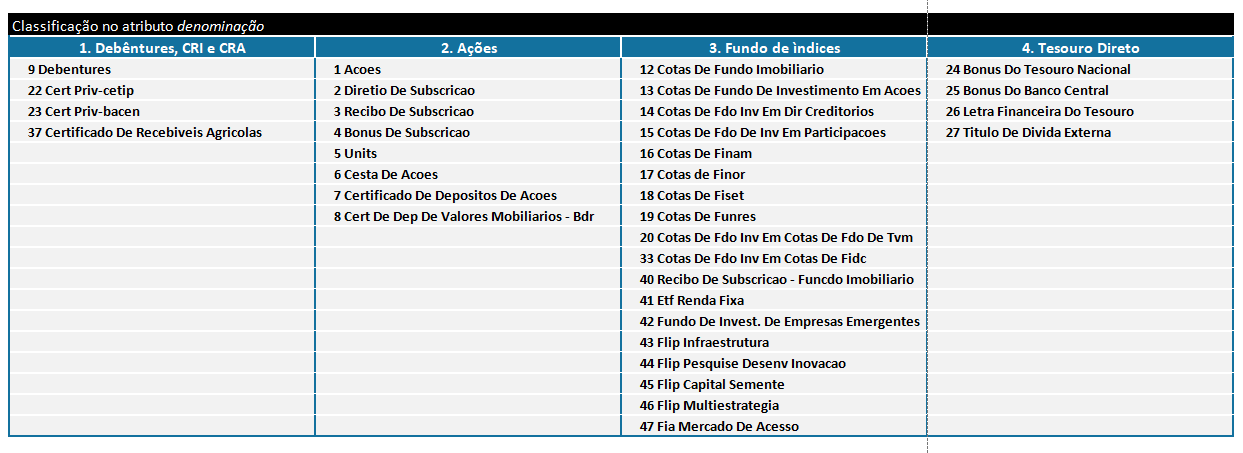 Classificação no atributo denominação
1. Debêntures, CRI e CRA
2. Ações
3. Fundo de ìndices
4. Tesouro Direto
9 Debentures
1 Acoes
12 Cotas De Fundo Imobiliario
24 Bonus Do Tesouro Nacional
22 Cert Priv-cetip
2 Diretio De Subscricao
13 Cotas De Fundo De Investimento Em Acoes
25 Bonus Do Banco Central
23 Cert Priv-bacen
3 Recibo De Subscricao
14 Cotas De Fdo Inv Em Dir Creditorios
26 Letra Financeira Do Tesouro
37 Certificado De Recebiveis Agricolas
4 Bonus De Subscricao
15 Cotas De Fdo De Inv Em Participacoes
27 Titulo De Divida Externa
5 Units
16 Cotas De Finam
6 Cesta De Acoes
17 Cotas de Finor
7 Certificado De Depositos De Acoes
18 Cotas De Fiset
8 Cert De Dep De Valores Mobiliarios - Bdr
19 Cotas De Funres
20 Cotas De Fdo Inv Em Cotas De Fdo De Tvm
33 Cotas De Fdo Inv Em Cotas De Fidc
40 Recibo De Subscricao - Funcdo Imobiliario
41 Etf Renda Fixa
42 Fundo De Invest. De Empresas Emergentes
43 Flip Infraestrutura
44 Flip Pesquise Desenv Inovacao
45 Flip Capital Semente
46 Flip Multiestrategia
47 Fia Mercado De Acesso